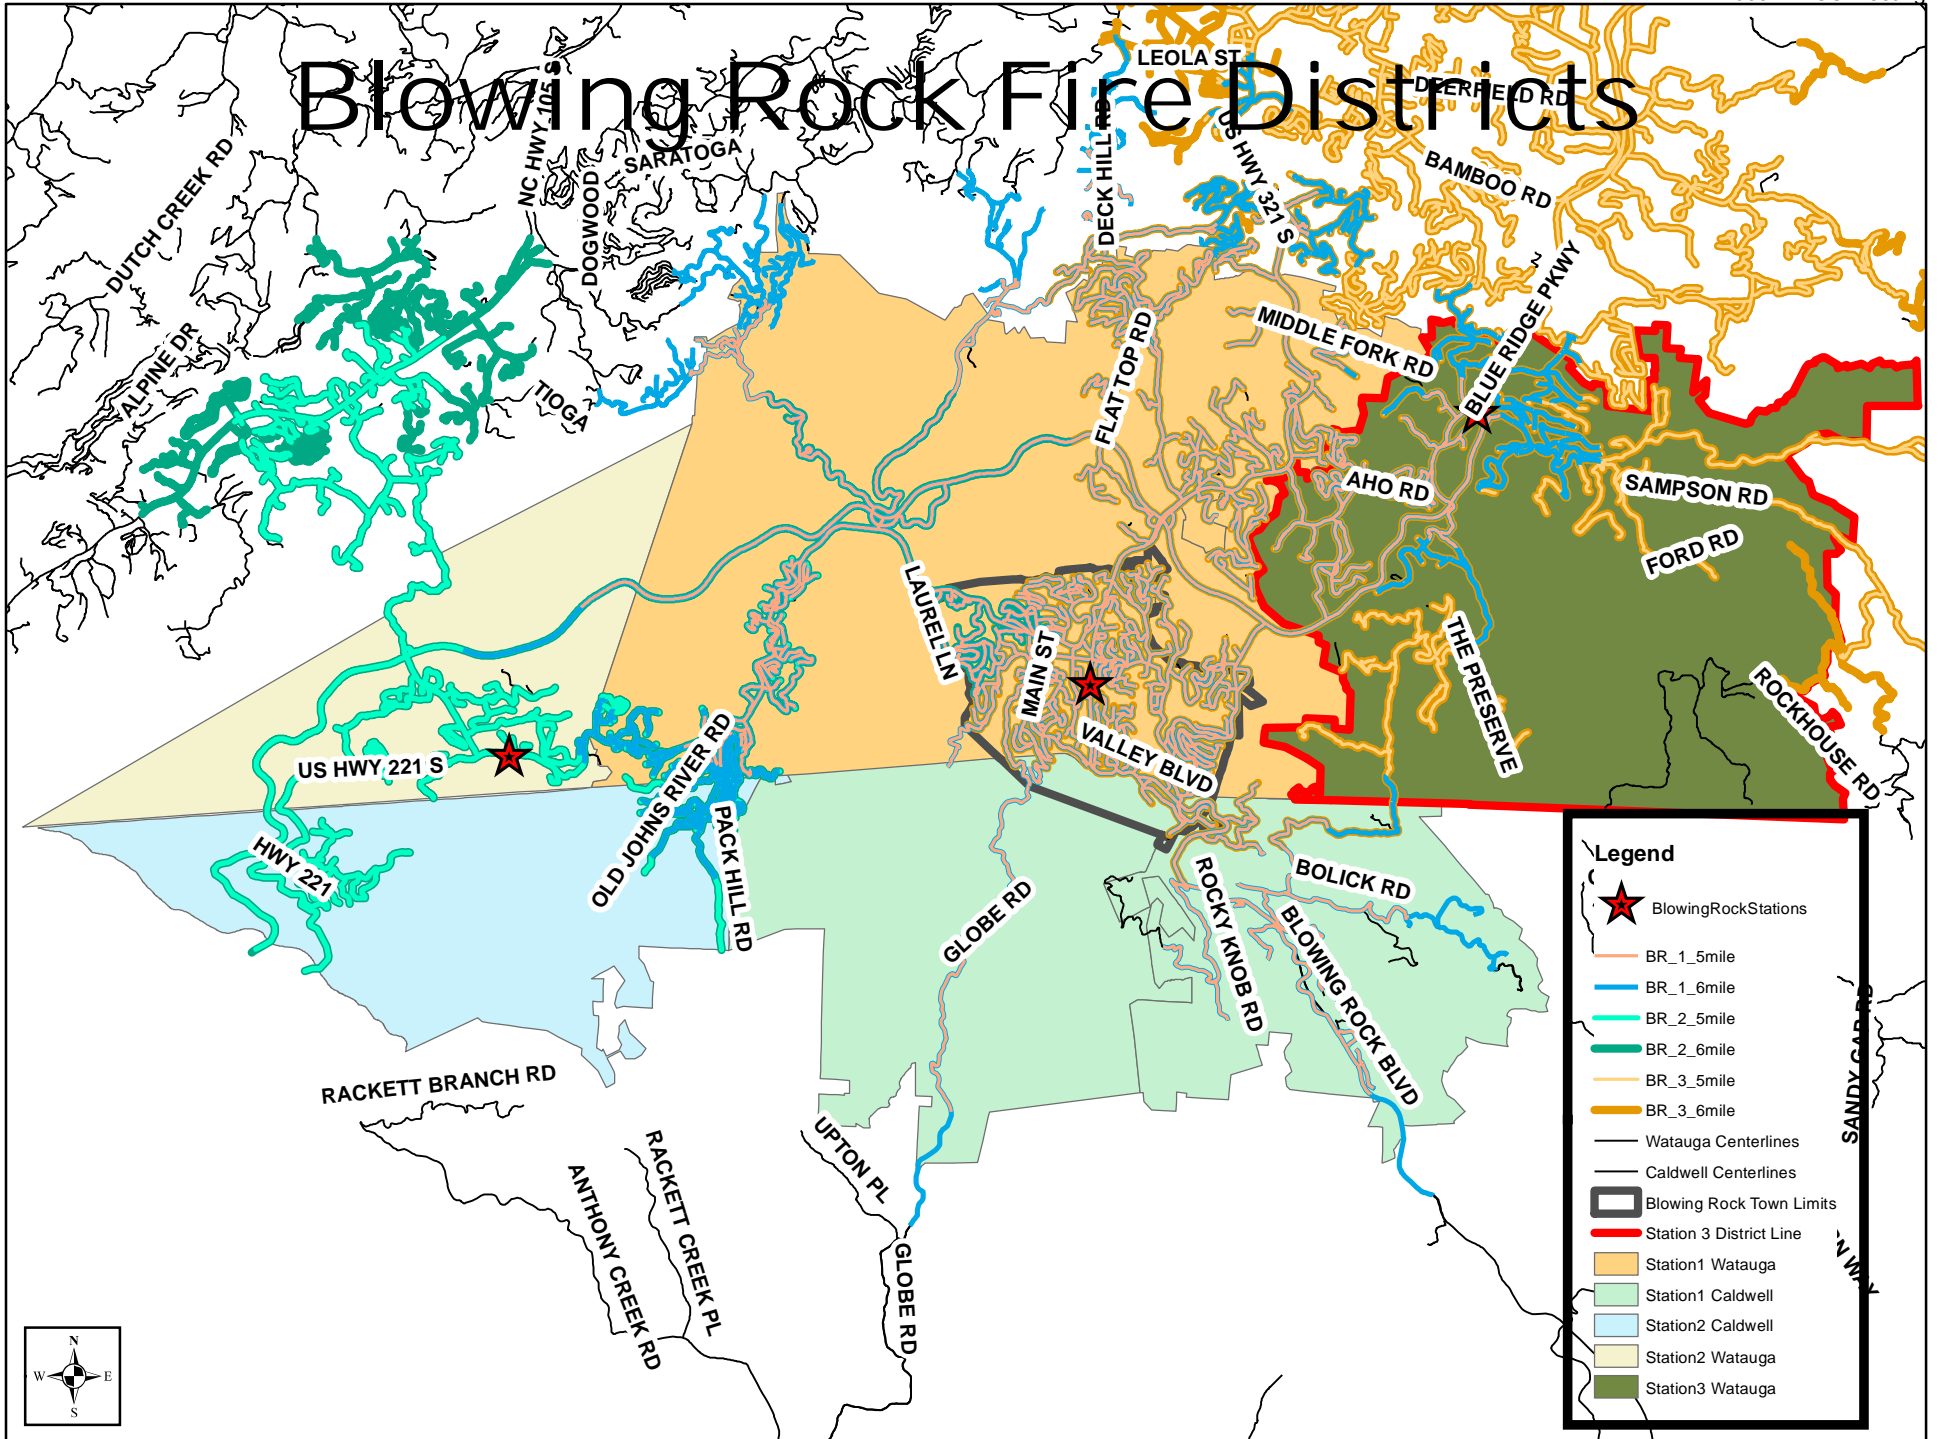 Blowing Rock Fire Districts
LEOLA ST
DEERFIELD RD
NC HWY 105 S
DECK HILL RD
US HWY 321 S
SARATOGA
DOGWOOD
DUTCH CREEK RD
BAMBOO RD
ALPINE DR
TIOGA
BLUE RIDGE PKWY
MIDDLE FORK RD
FLAT TOP RD
AHO RD
SAMPSON RD
FORD RD
LAUREL LN
MAIN ST
THE PRESERVE
ROCKHOUSE RD
VALLEY BLVD
US HWY 221 S
OLD JOHNS RIVER RD
HWY 221
PACK HILL RD
GLOBE RD
ROCKY KNOB RD
BOLICK RD
BLOWING ROCK BLVD
RACKETT BRANCH RD
UPTON PL
RACKETT CREEK PL
ANTHONY CREEK RD
GLOBE RD
SANDY GAP RD
N WAY
Legend
BlowingRockStations
BR_1_5mile
BR_1_6mile
BR_2_5mile
BR_2_6mile
BR_3_5mile
BR_3_6mile
Watauga Centerlines
Caldwell Centerlines
Blowing Rock Town Limits
Station 3 District Line
Station1 Watauga
Station1 Caldwell
Station2 Caldwell
Station2 Watauga
Station3 Watauga
N
W E
S